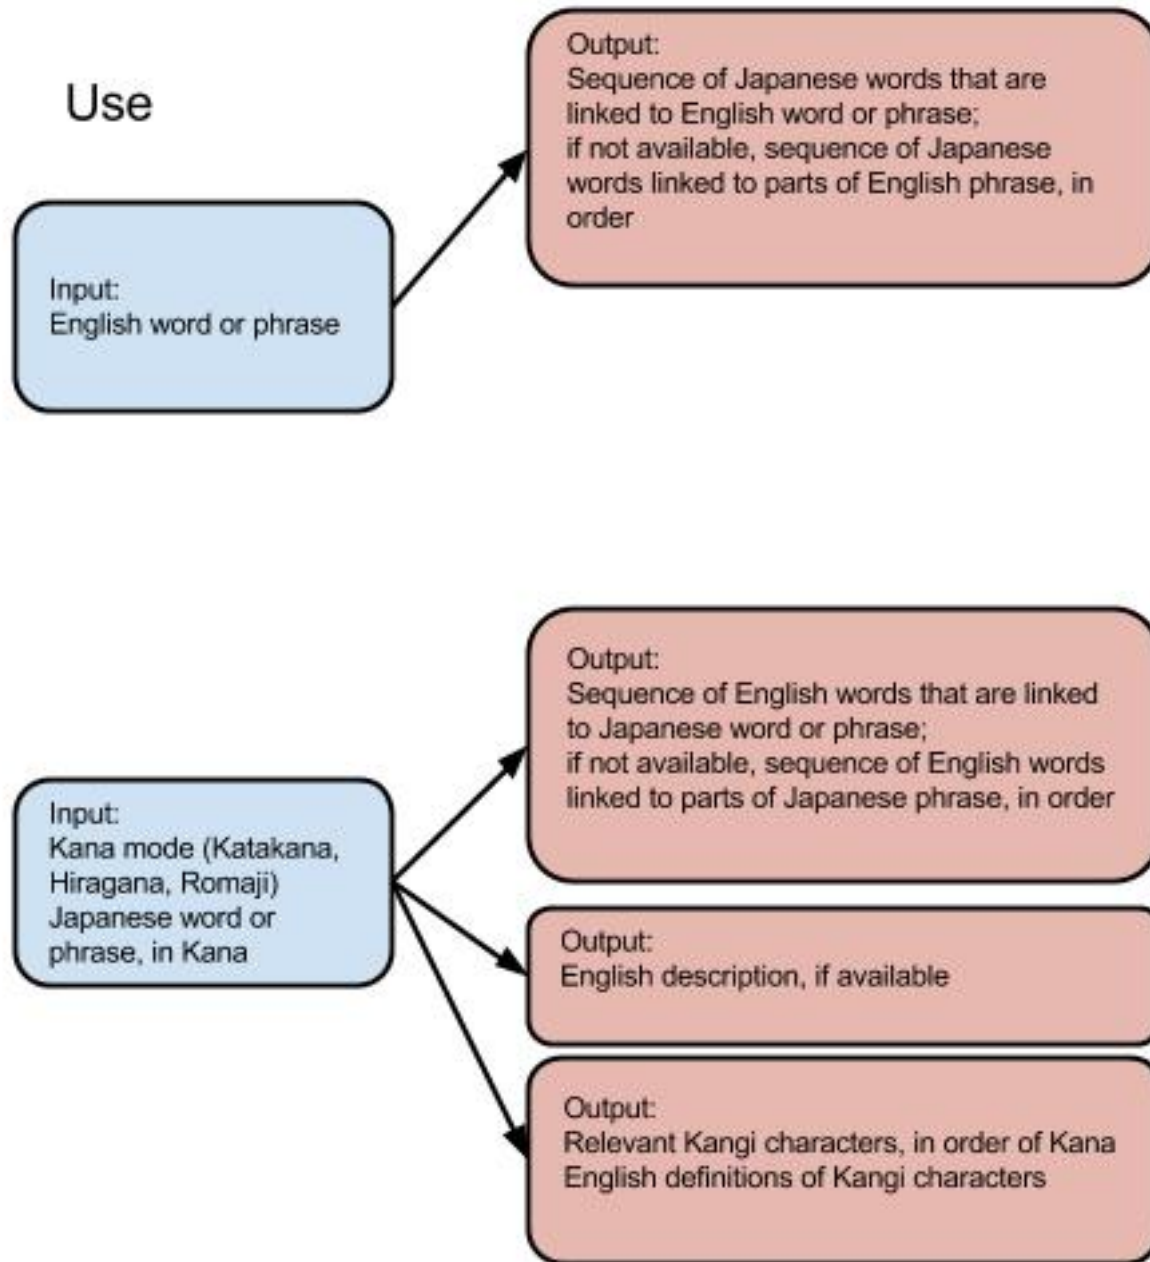 Use
Output:
Sequence of Japanese words that are
linked to English word or phrase;
if not available, sequence of Japanese
words linked to parts of English phrase, in
order
Input:
English word or phrase
Output:
Sequence of English words that are linked
to Japanese word or phrase;
if not available, sequence of English words
linked to parts of Japanese phrase, in order
Input:
Kana mode (Katakana,
Hiragana, Romaji)
Japanese word or
phrase, in Kana
Output:
English description, if available
Output:
Relevant Kangi characters, in order of Kana
English definitions of Kangi characters